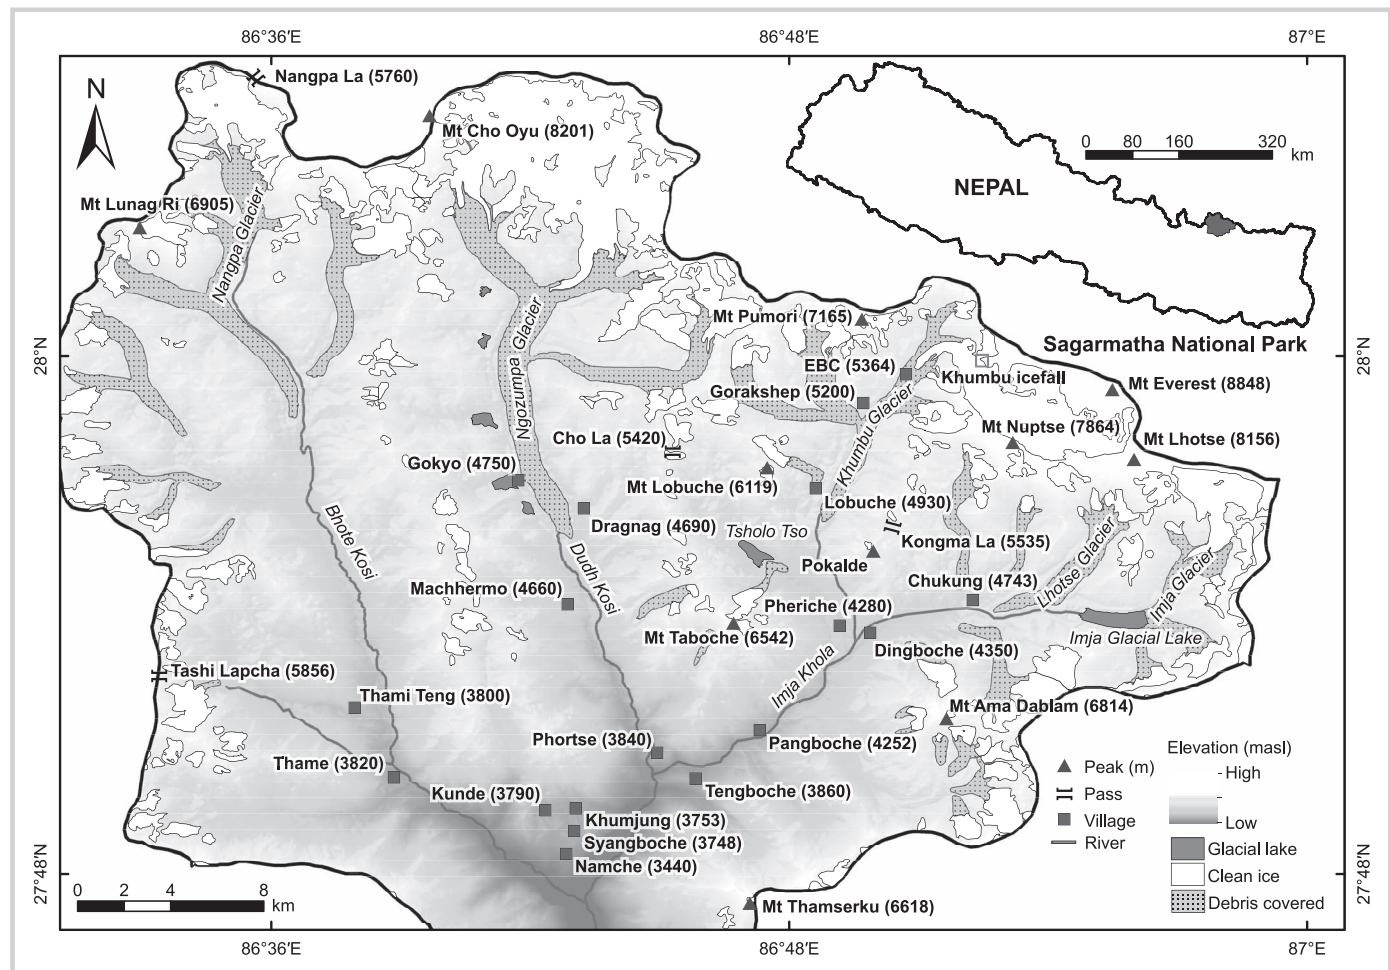 86°36'E
86°48'E
87°E
Nangpa La (5760)
N
Mt Cho Oyu (8201)
0 80 160 320
km
NEPAL
Mt Lunag Ri (6905)
Nangpa Glacier
Ngozunpa Glacier
Mt Pumori (7165)
Sagarmatha National Park
28°N
28°N
EBC (5364)
Khumbu icefall
Mt Everest (8848)
Gorakshep (5200)
Khumbu Glacier
Mt Nuptse (7864)
Mt Lhotse (8156)
Cho La (5420)
Gokyo (4750)
Mt Lobuche (6119)
Lobuche (4930)
Dragnag (4690)
Tsholo Tso
Kongma La (5535)
Bhote Kosi
Dudh Kosi
Pokalde
Lhotse Glacier
Imja Glacier
Machhermo (4660)
Chukung (4743)
Pheriche (4280)
Mt Taboche (6542)
Imja Glacial Lake
Dingboche (4350)
Tashi Lapcha (5856)
Imja Khola
Thami Teng (3800)
Mt Ama Dablam (6814)
Phortse (3840)
Pangboche (4252)
Thame (3820)
Kunde (3790)
Tengboche (3860)
Khumjung (3753)
Syangboche (3748)
Namche (3440)
Elevation (masl)
Peak (m)
High
Pass
Village
Low
River
Glacial lake
Clean ice
Debris covered
27°48'N
27°48'N
0 2 4 8
km
Mt Thamserku (6618)
86°36'E
86°48'E
87°E